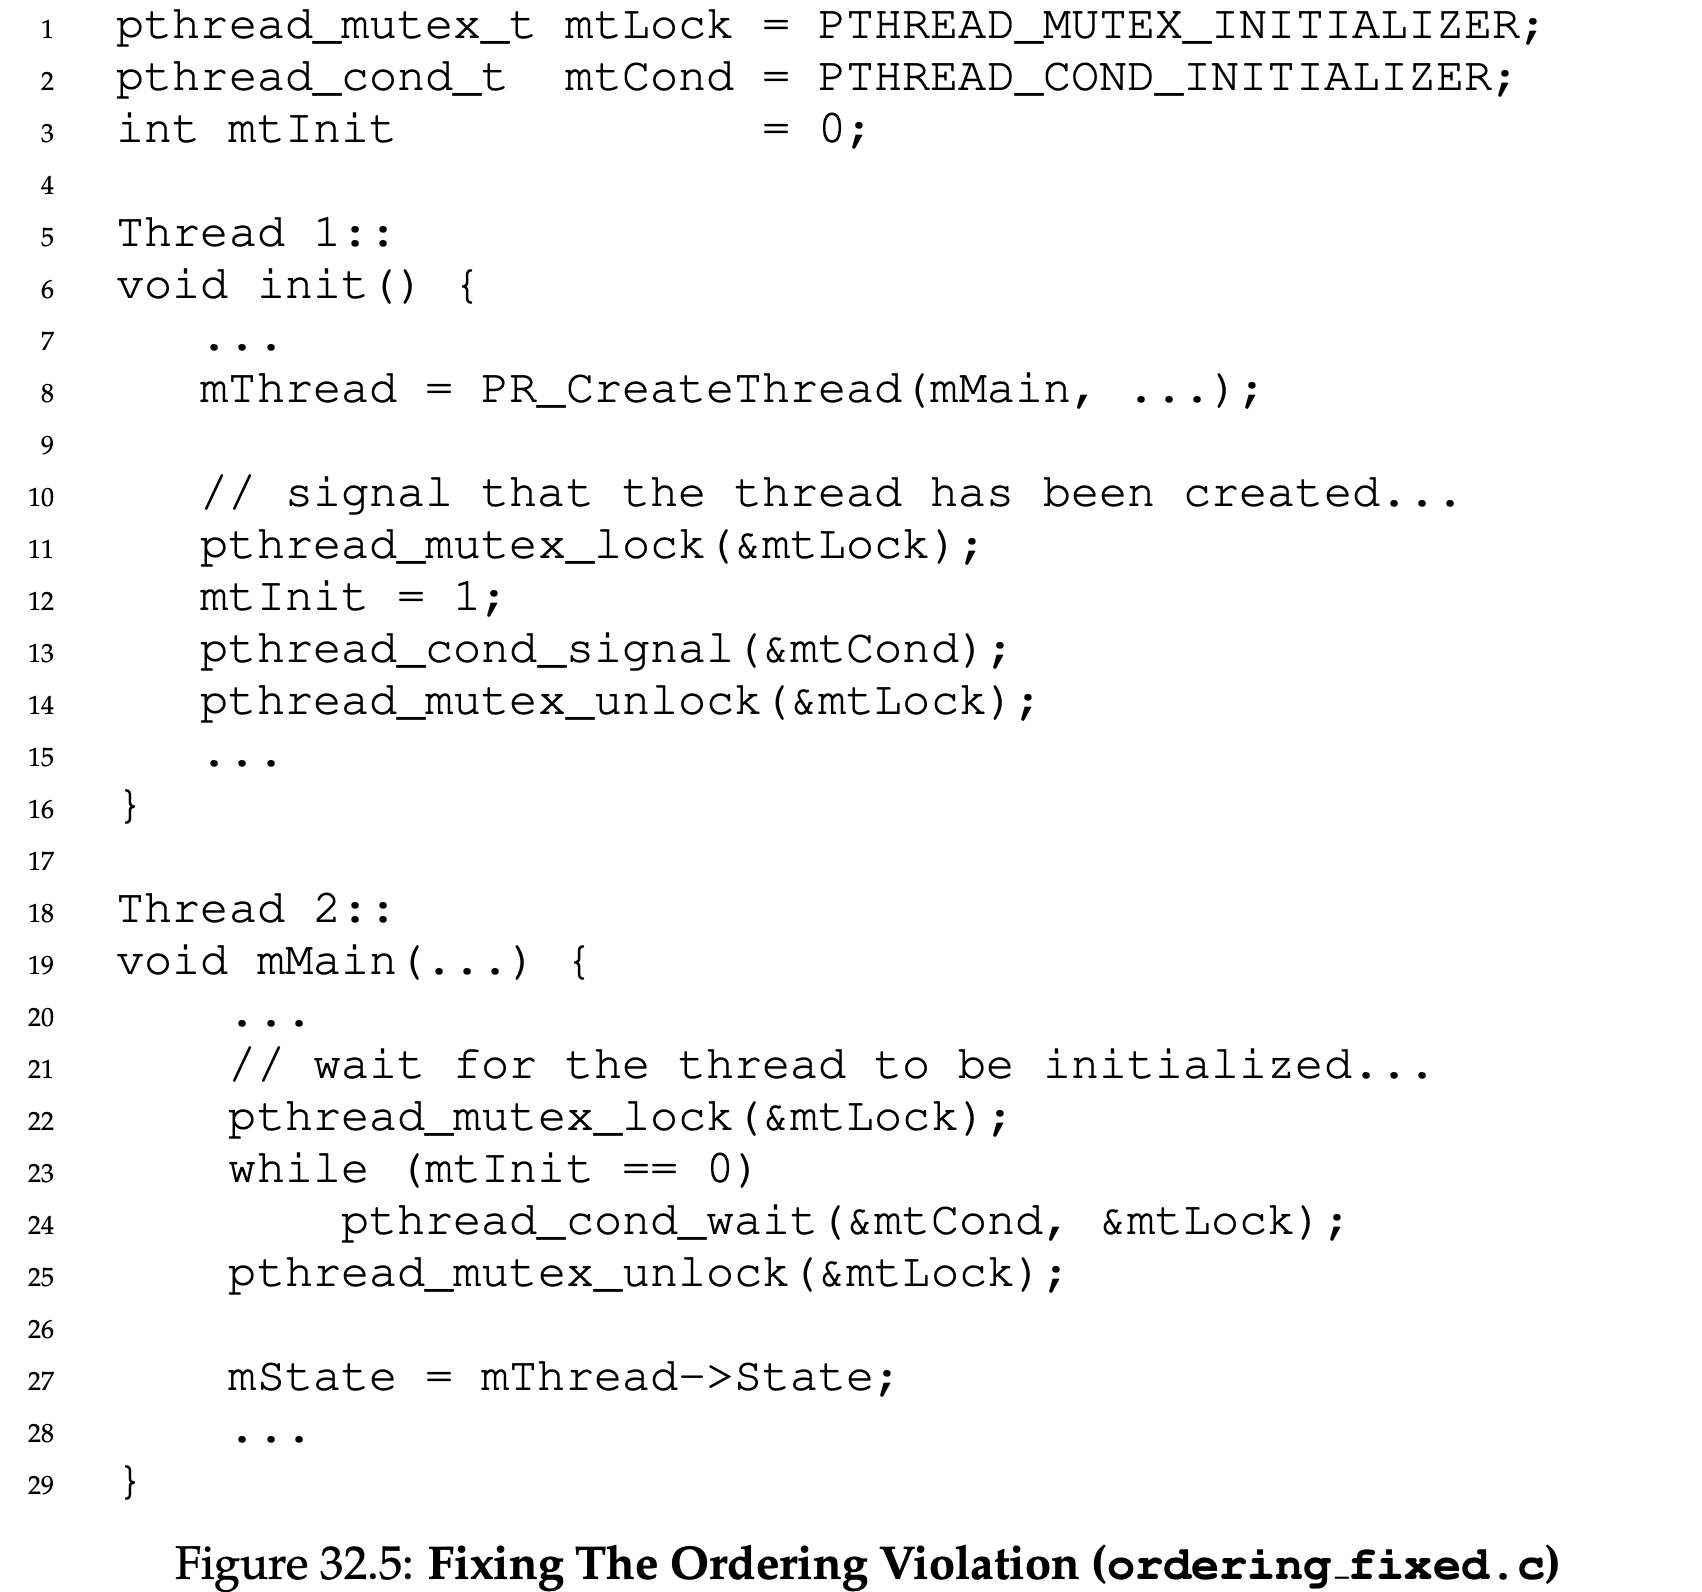 1 pthread_mutex_t mtLock = PTHREAD_MUTEX_INITIALIZER;
2 pthread_cond_t  mtCond = PTHREAD_COND_INITIALIZER;
3 int mtInit             = 0;
4
5 Thread 1::
6 void init() {
7    ...
8    mThread = PR_CreateThread(mMain, ...);
9
10    // signal that the thread has been created...
11    pthread_mutex_lock(&mtLock);
12    mtInit = 1;
13    pthread_cond_signal(&mtCond);
14    pthread_mutex_unlock(&mtLock);
15    ...
16 }
17
18 Thread 2::
19 void mMain(...) {
20     ...
21     // wait for the thread to be initialized...
22     pthread_mutex_lock(&mtLock);
23     while (mtInit == 0)
24         pthread_cond_wait(&mtCond, &mtLock);
25     pthread_mutex_unlock(&mtLock);
26
27     mState = mThread->State;
28     ...
29 }
Figure 32.5: Fixing The Ordering Violation (ordering_fixed.c)